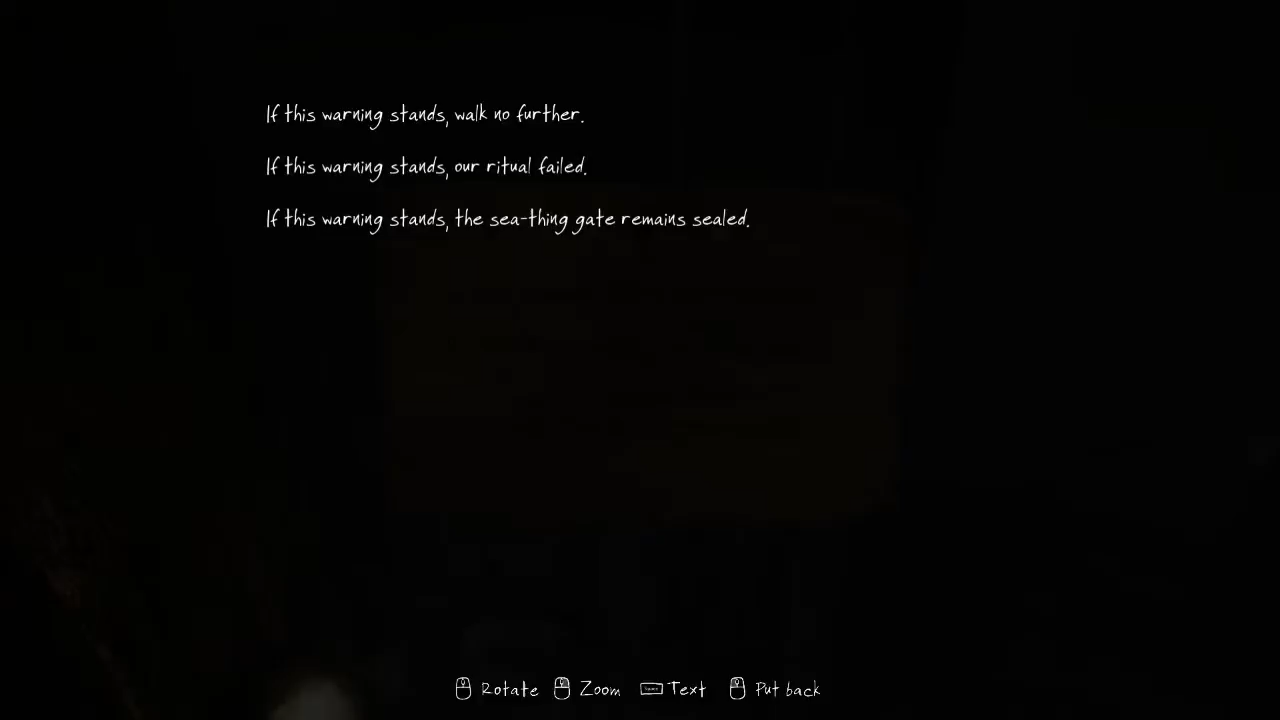 If this warning stands, walk no further.
If this warning stands, our ritual failed.
If this warning stands, the sea-thing gate remains sealed.
Rotate Zoom Text Put back